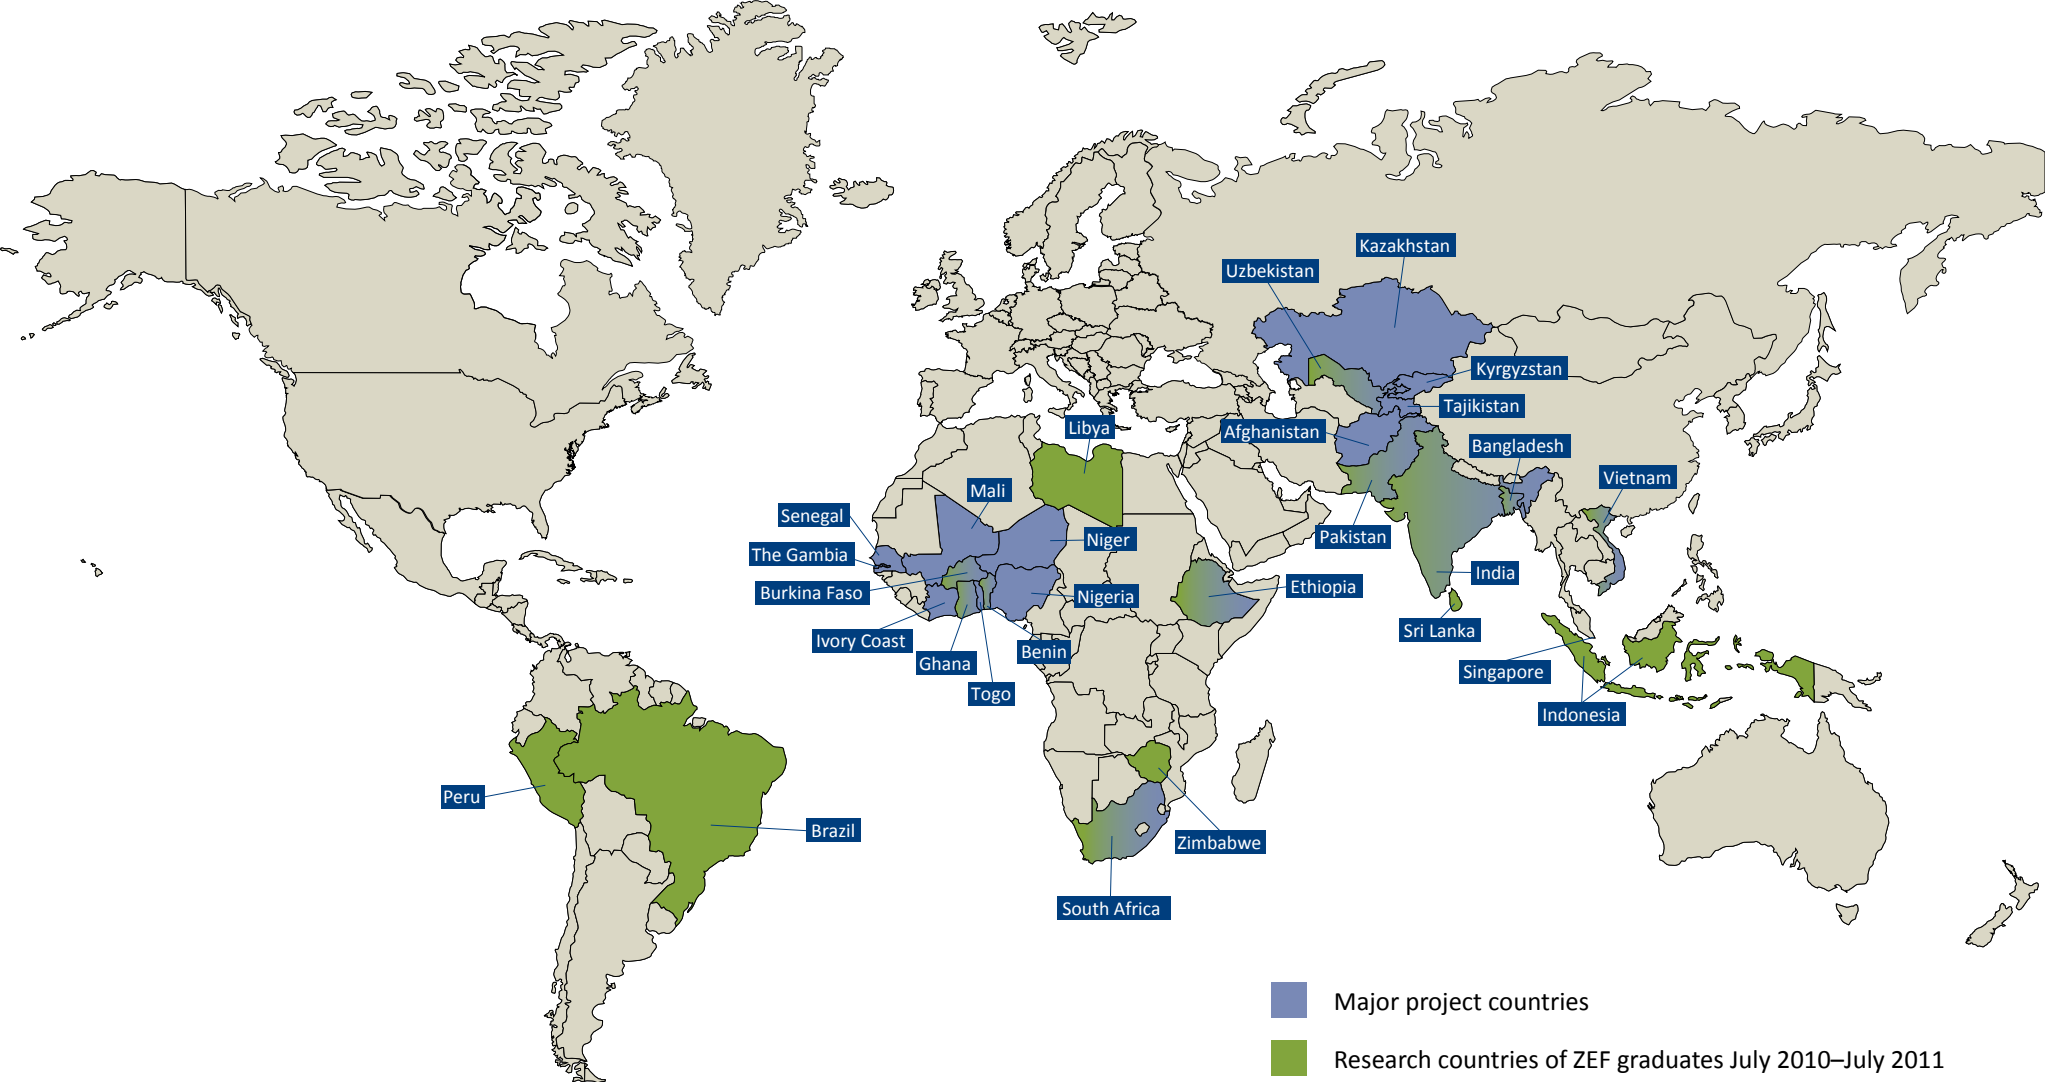 Kazakhstan
Uzbekistan
Kyrgyzstan
Tajikistan
Libya
Afghanistan
Bangladesh
Vietnam
Mali
Senegal
Niger
Pakistan
The Gambia
India
Burkina Faso
Nigeria
Ethiopia
Sri Lanka
Ivory Coast
Ghana
Benin
Singapore
Togo
Indonesia
Peru
Brazil
Zimbabwe
South Africa
Major project countries
Research countries of ZEF graduates July 2010–July 2011